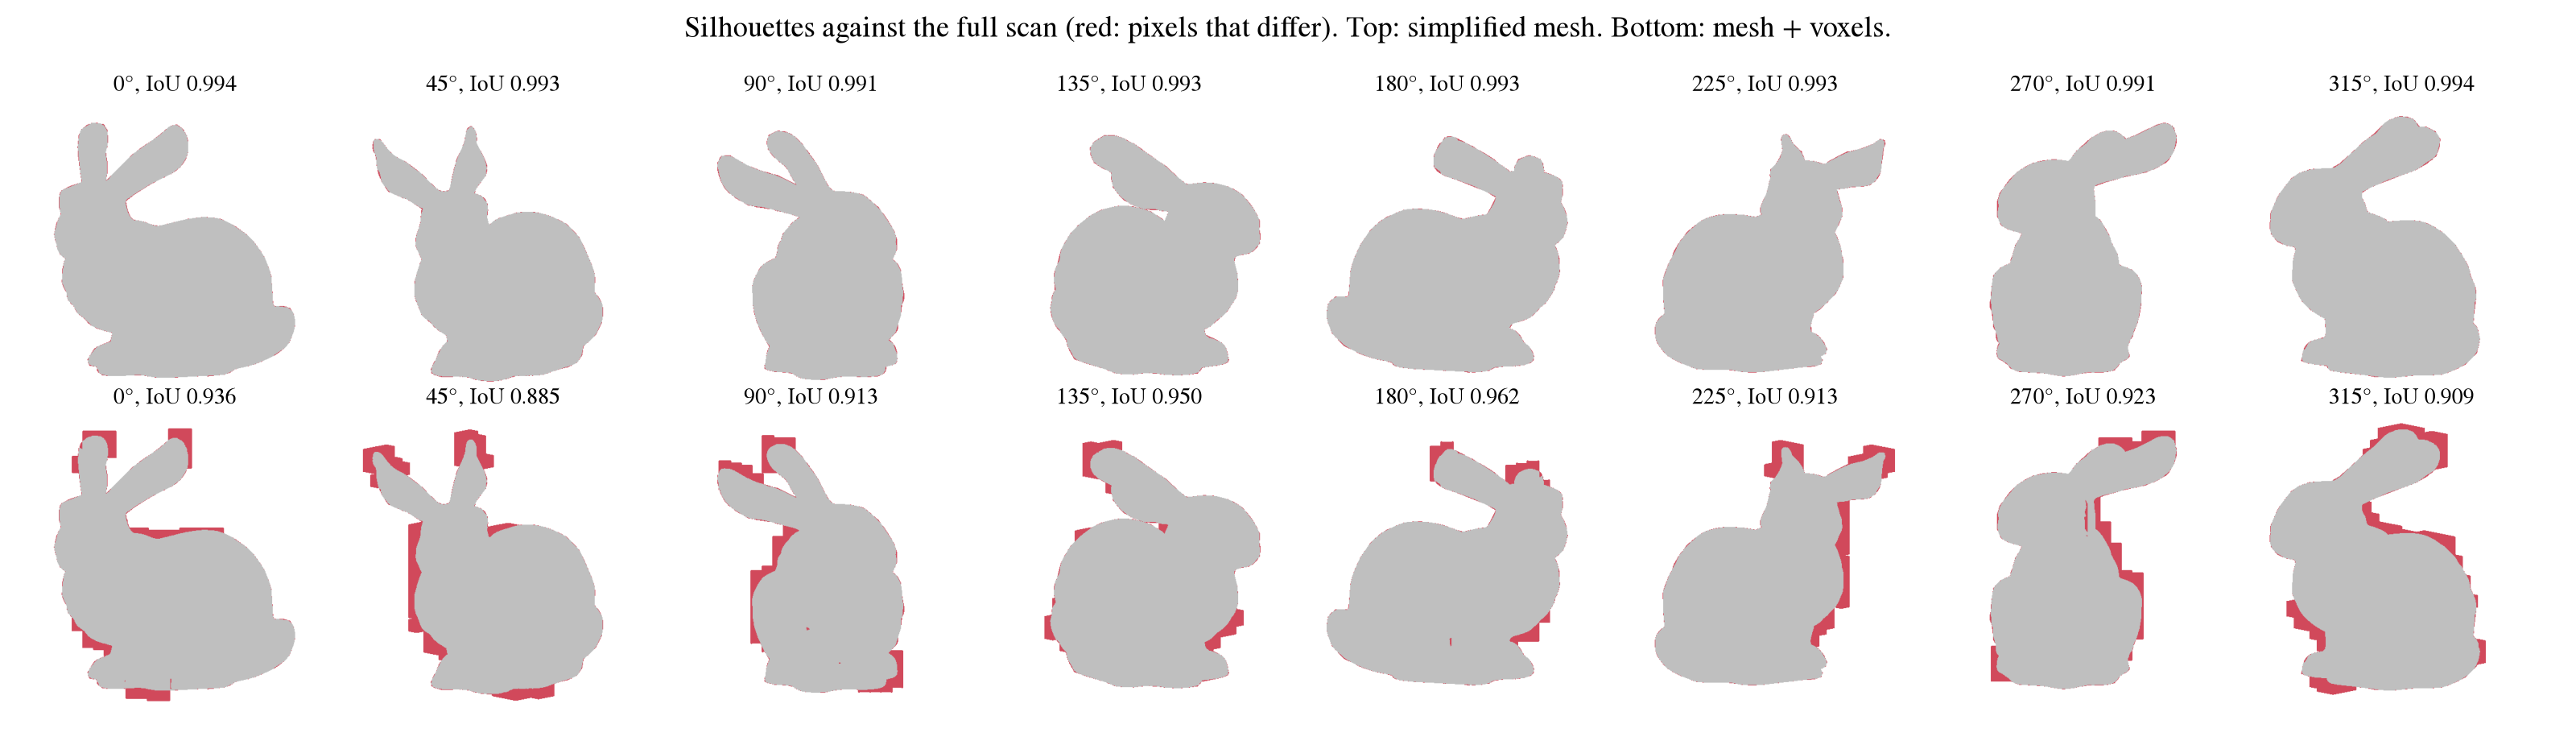 Silhouettes against the full scan (red: pixels that differ). Top: simplified mesh. Bottom: mesh + voxels.
0°, IoU 0.994
45°, IoU 0.993
90°, IoU 0.991
135°, IoU 0.993
180°, IoU 0.993
225°, IoU 0.993
270°, IoU 0.991
315°, IoU 0.994
0°, IoU 0.936
45°, IoU 0.885
90°, IoU 0.913
135°, IoU 0.950
180°, IoU 0.962
225°, IoU 0.913
270°, IoU 0.923
315°, IoU 0.909